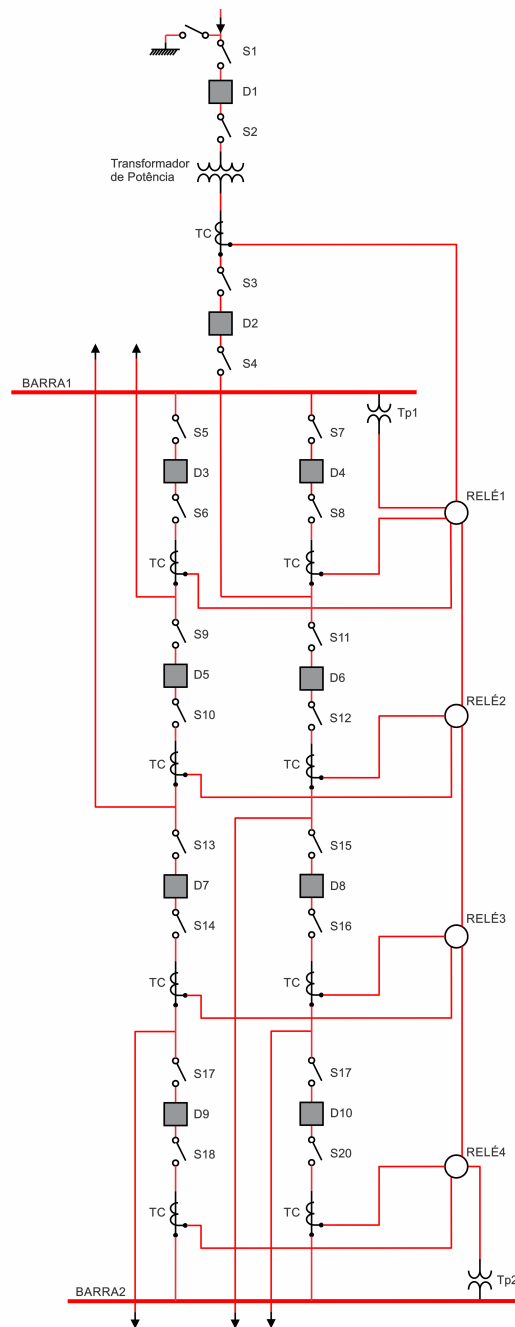 S1
D1
S2
Transformador
de Potência
TC
S3
D2
S4
BARRA1
Tp1
S5
S7
D3
D4
RELÉ1
S6
S8
TC
TC
S9
S11
D5
D6
S10
S12
RELÉ2
TC
TC
S13
S15
D7
D8
S14
S16
RELÉ3
TC
TC
S17
S17
D9
D10
S18
S20
RELÉ4
TC
TC
Tp2
BARRA2